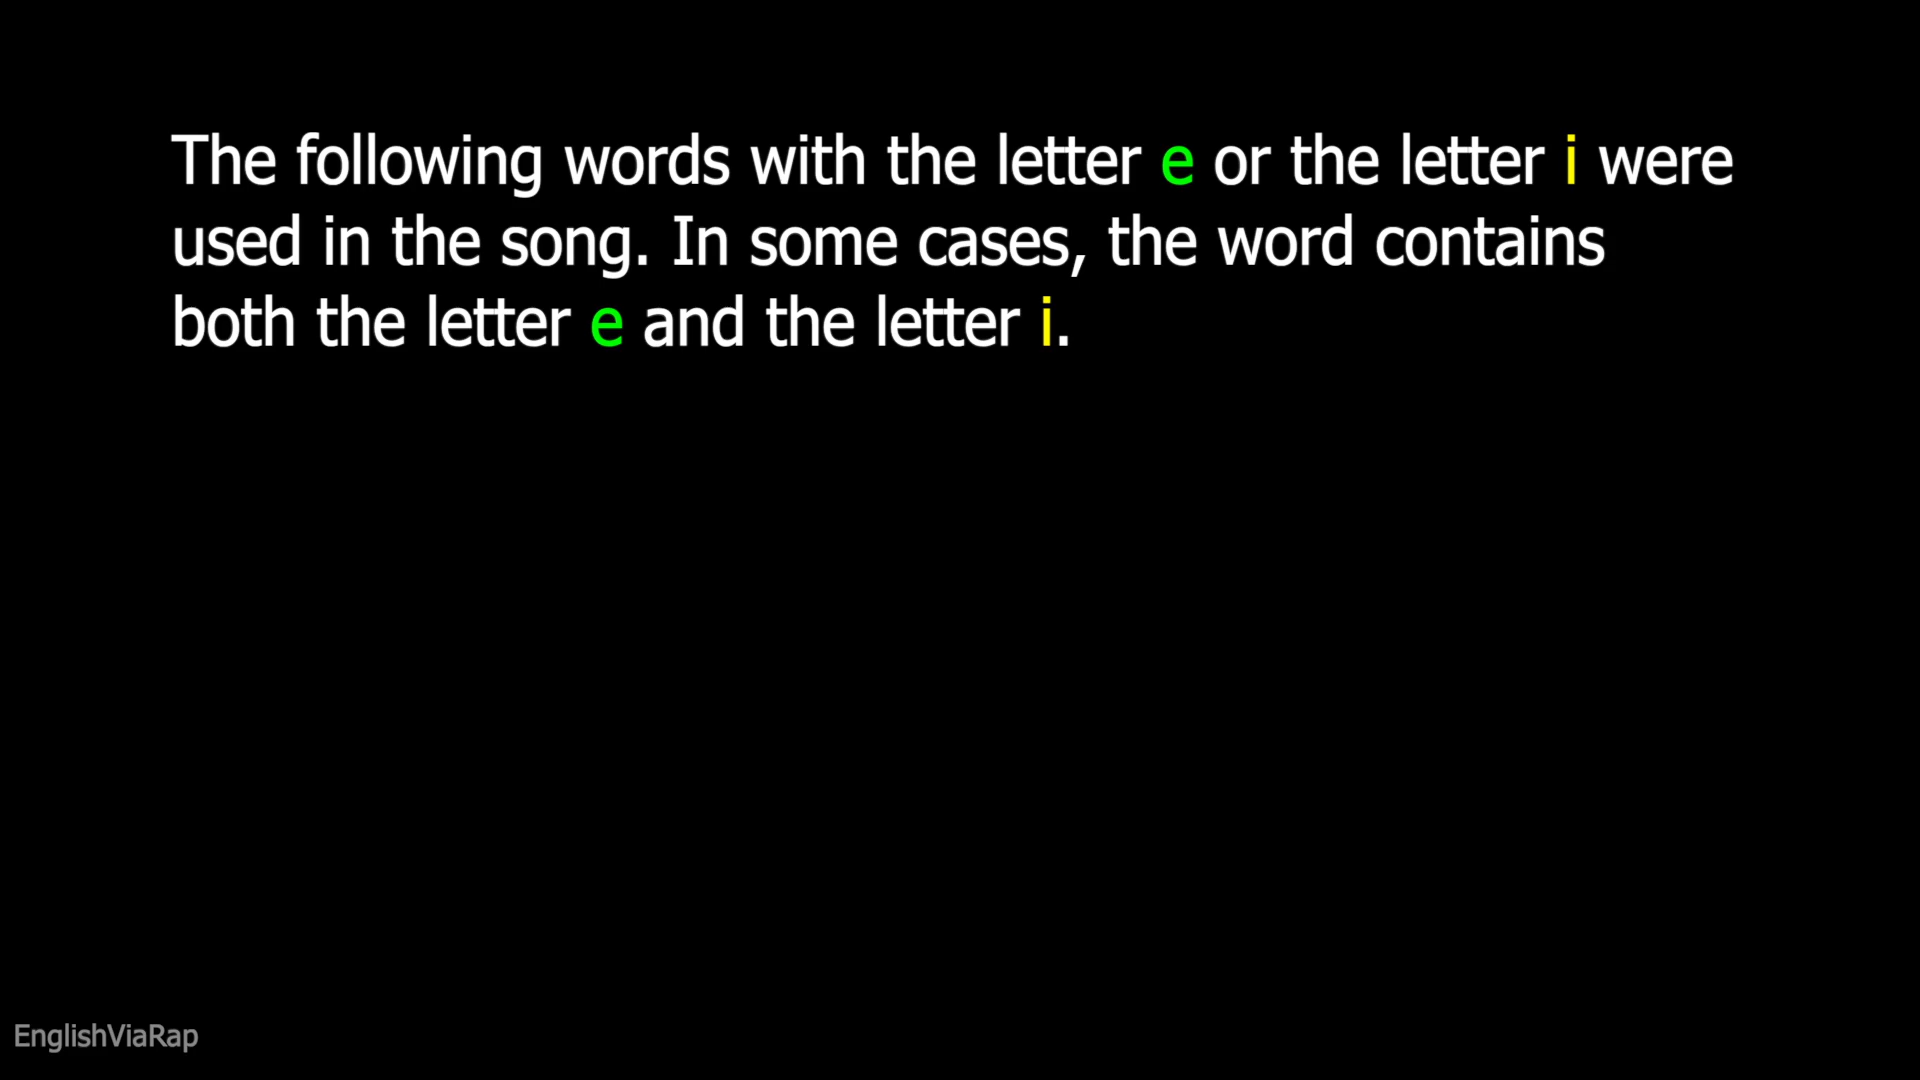 The following words with the letter e or the letter i were
used in the song. In some cases, the word contains
both the letter e and the letter i.
EnglishViaRap